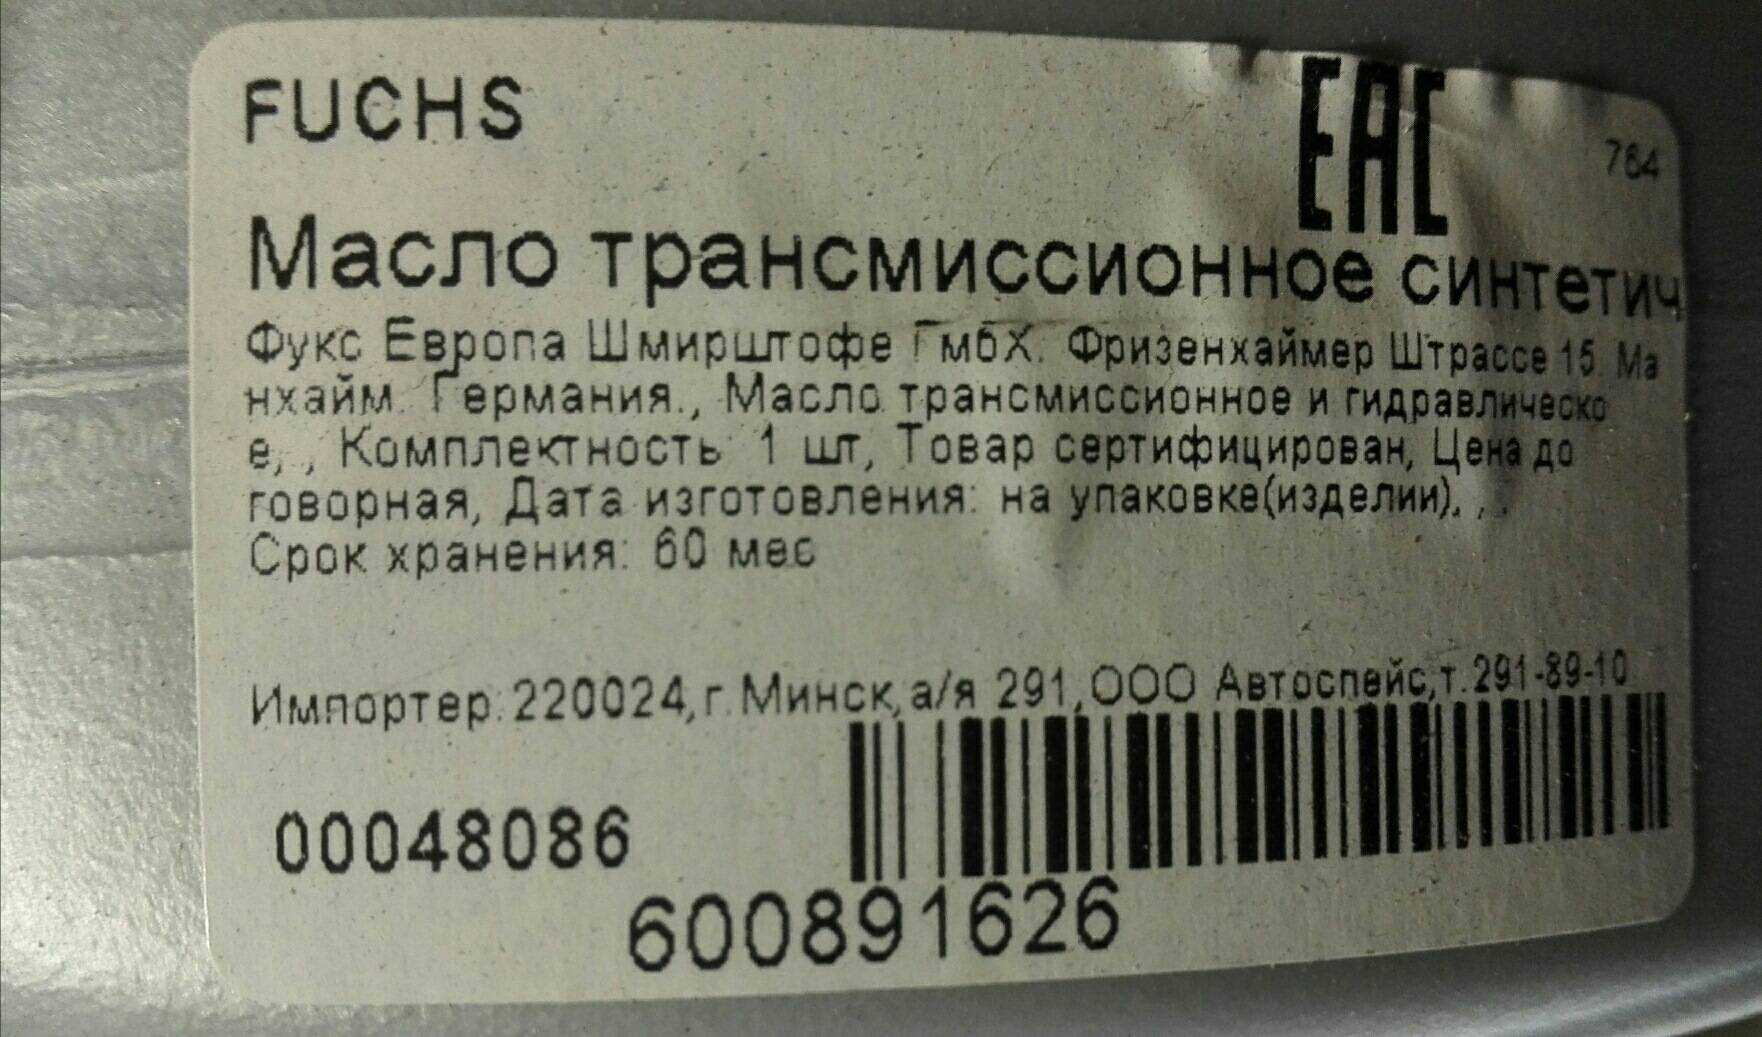 FUCHS
EAC
764
Масло трансмиссионное синтетич
Фукс Европа Шмирштофе ГмбХ. Фризенхаймер Штрассе 15. Ма
нхайм. Германия., Масло трансмиссионное и гидравлическо
е, , Комплектность: 1 шт, Товар сертифицирован, Цена до
говорная, Дата изготовления: на упаковке(изделии), , .
Срок хранения: 60 мес
Импортер:220024,г.Минск,а/я 291,ООО Автоспейс,т.291-89-10
00048086
600891626